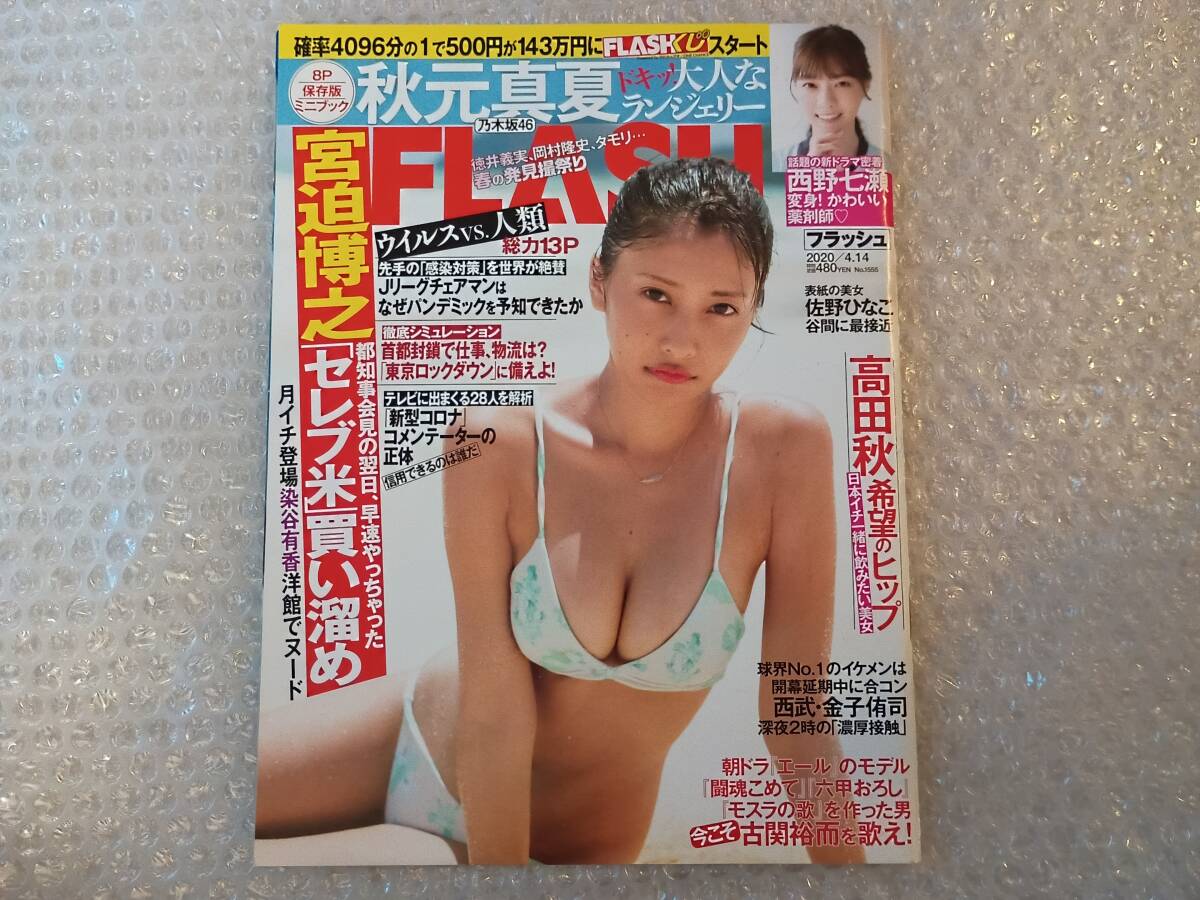 確率4096分の1で500円が143万円にFLASHくじスタート
8P
保存版
ミニブック
秋元真夏
乃木坂46
ドキッ!大人な
ランジェリー
FLASH
徳井義実、岡村隆史、タモリ…
春の発見撮祭り
話題の新ドラマ密着
西野七瀬
変身!かわいい
薬剤師♡
フラッシュ
2020/4.14
480YEN No.1555
表紙の美女
佐野ひなこ
谷間に最接近
宮迫博之「セレブ米」買い溜め
都知事会見の翌日、早速やっちゃった
月イチ登場 染谷有香 洋館でヌード
ウイルスVS.人類
総力13P
先手の「感染対策」を世界が絶賛
Jリーグチェアマンは
なぜパンデミックを予知できたか
徹底シミュレーション
首都封鎖で仕事、物流は?
「東京ロックダウン」に備えよ!
テレビに出まくる28人を解析
「新型コロナ」
コメンテーターの
正体
信用できるのは誰だ
高田秋 希望のヒップ
日本イチ一緒に飲みたい美女
球界No.1のイケメンは
開幕延期中に合コン
西武・金子侑司
深夜2時の「濃厚接触」
朝ドラ『エール』のモデル
『闘魂こめて』『六甲おろし』
『モスラの歌』を作った男
今こそ古関裕而を歌え!